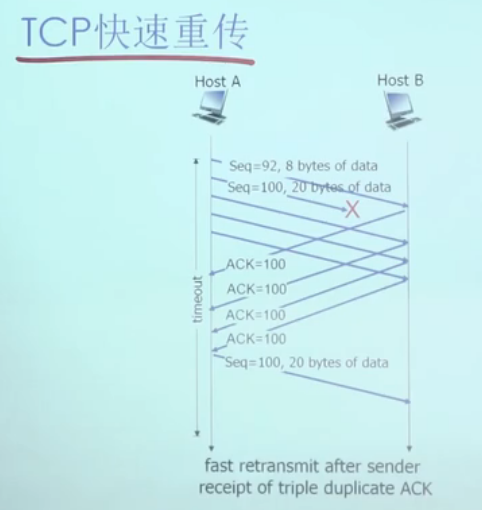 TCP快速重传
Host A
Host B
Seq=92, 8 bytes of data
Seq=100, 20 bytes of data
X
ACK=100
ACK=100
ACK=100
ACK=100
timeout
Seq=100, 20 bytes of data
fast retransmit after sender
receipt of triple duplicate ACK